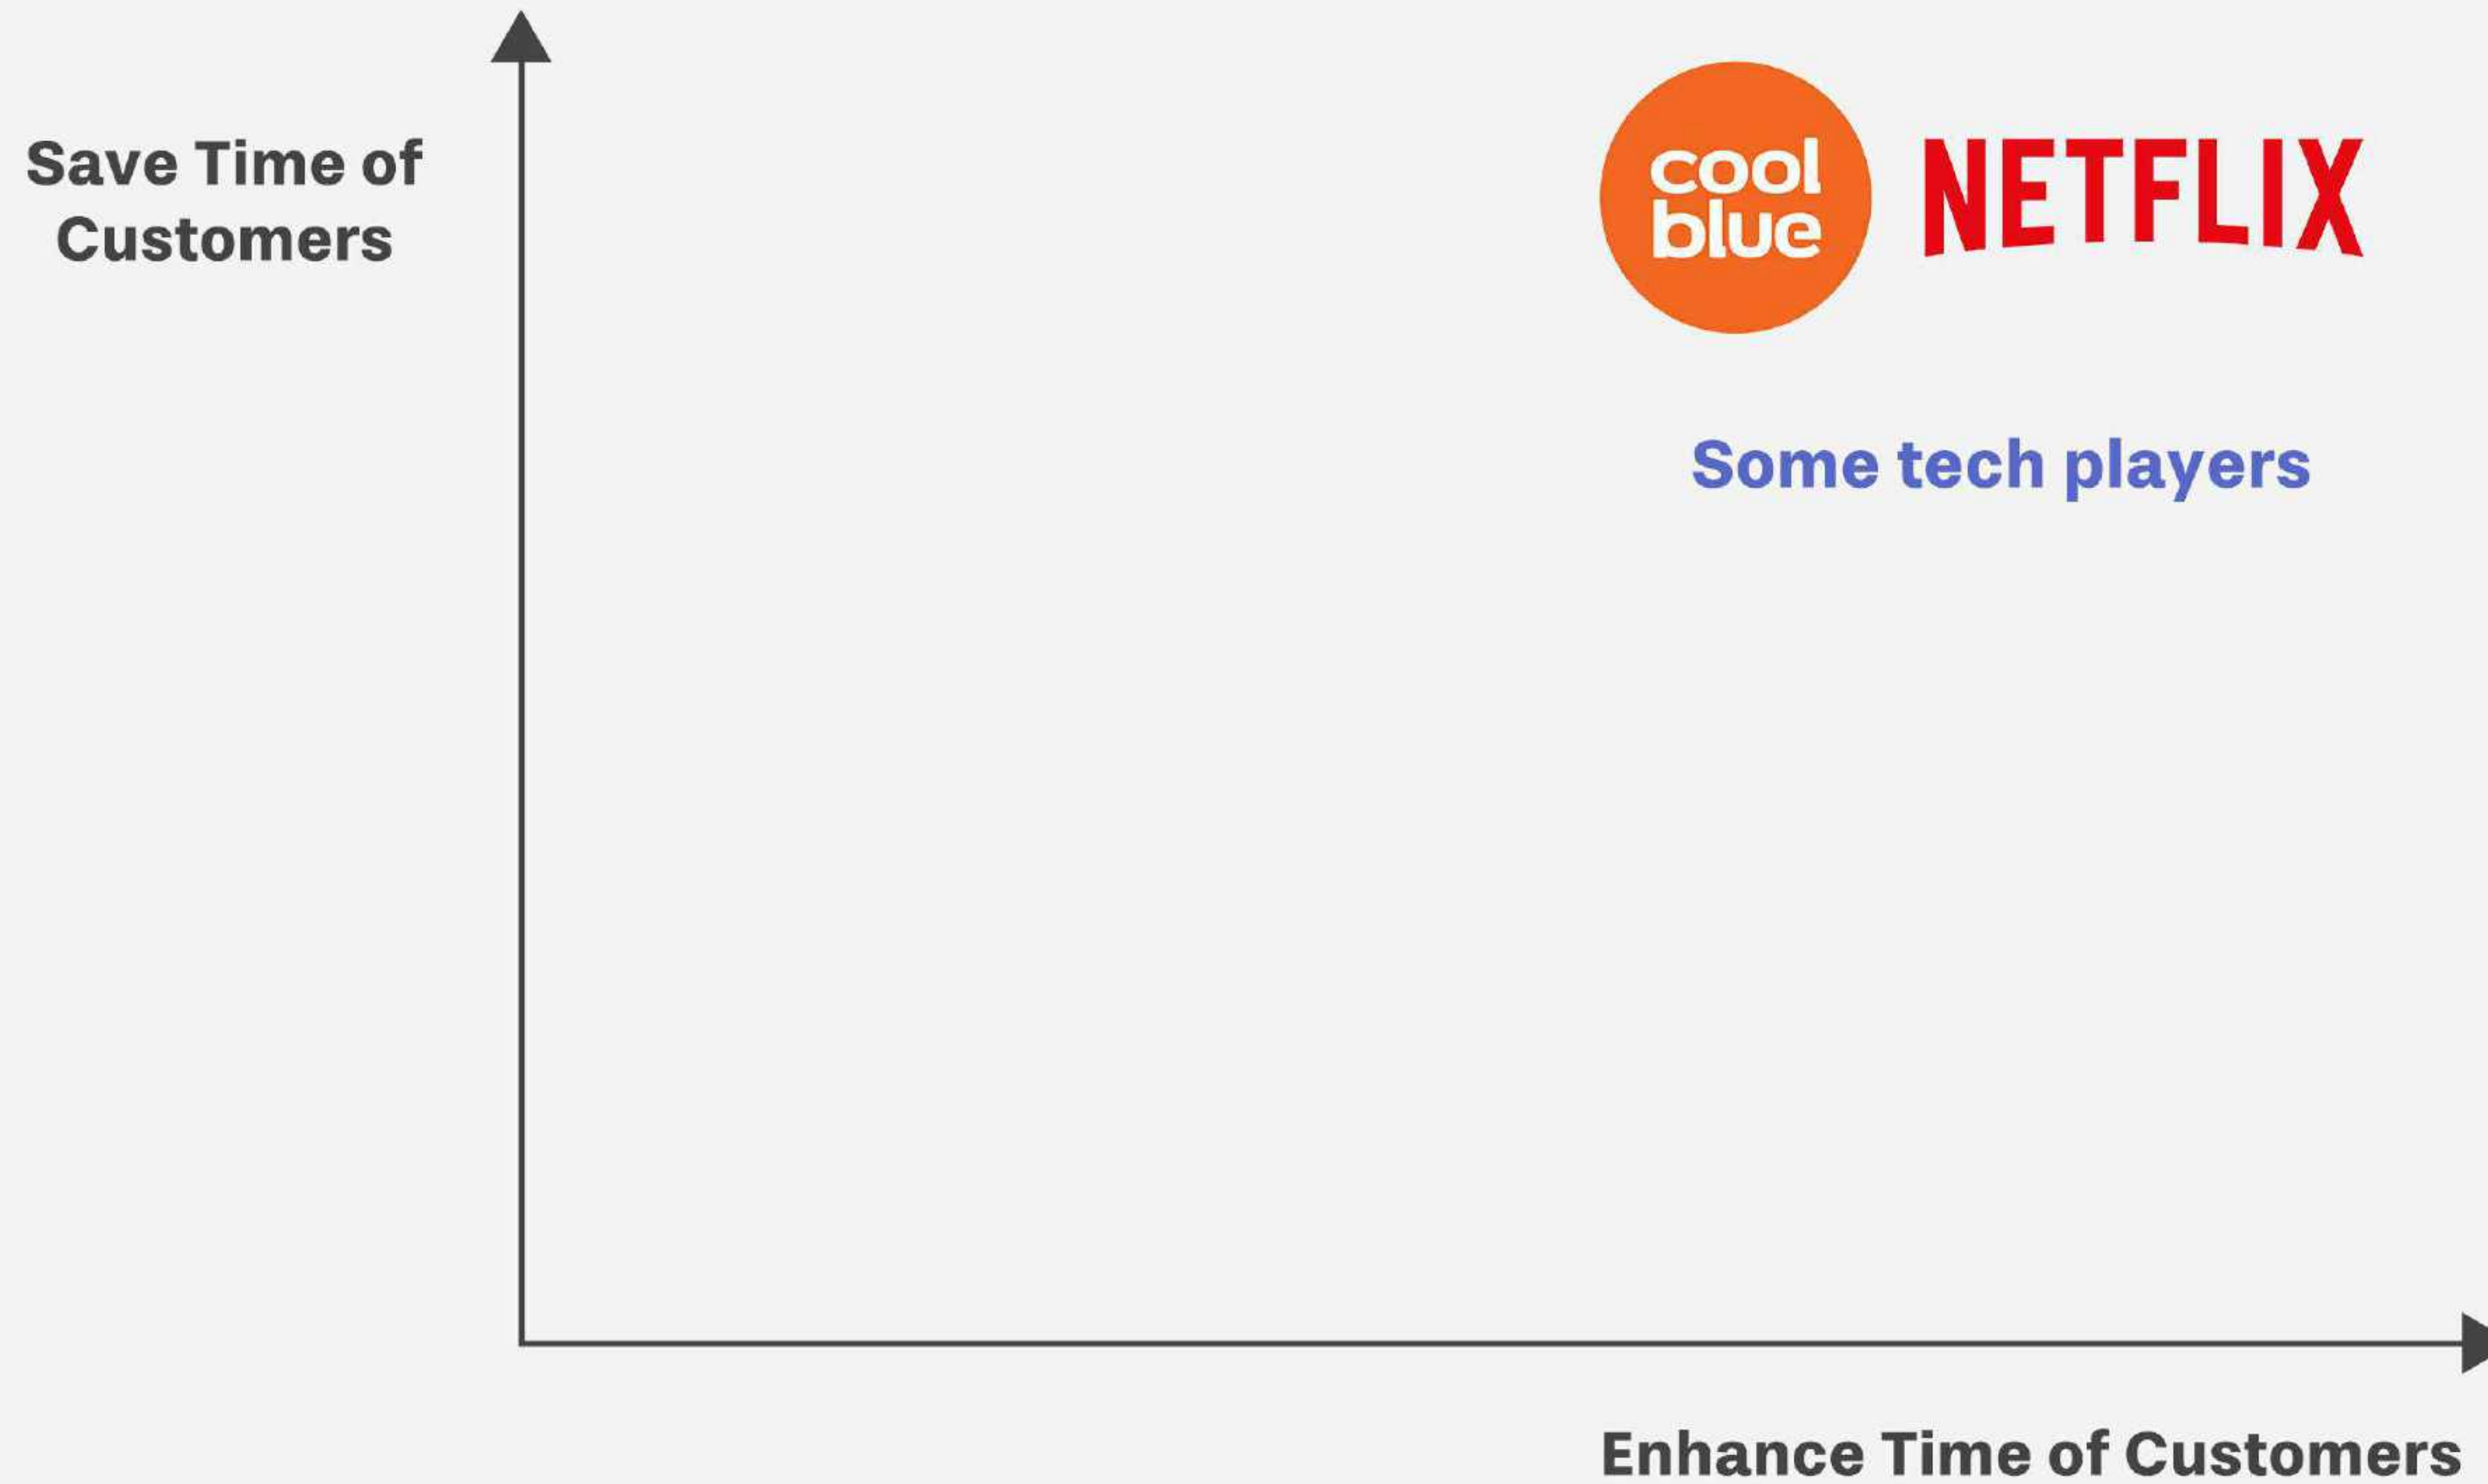 Save Time of
Customers
cool
blue
NETFLIX
Some tech players
Enhance Time of Customers